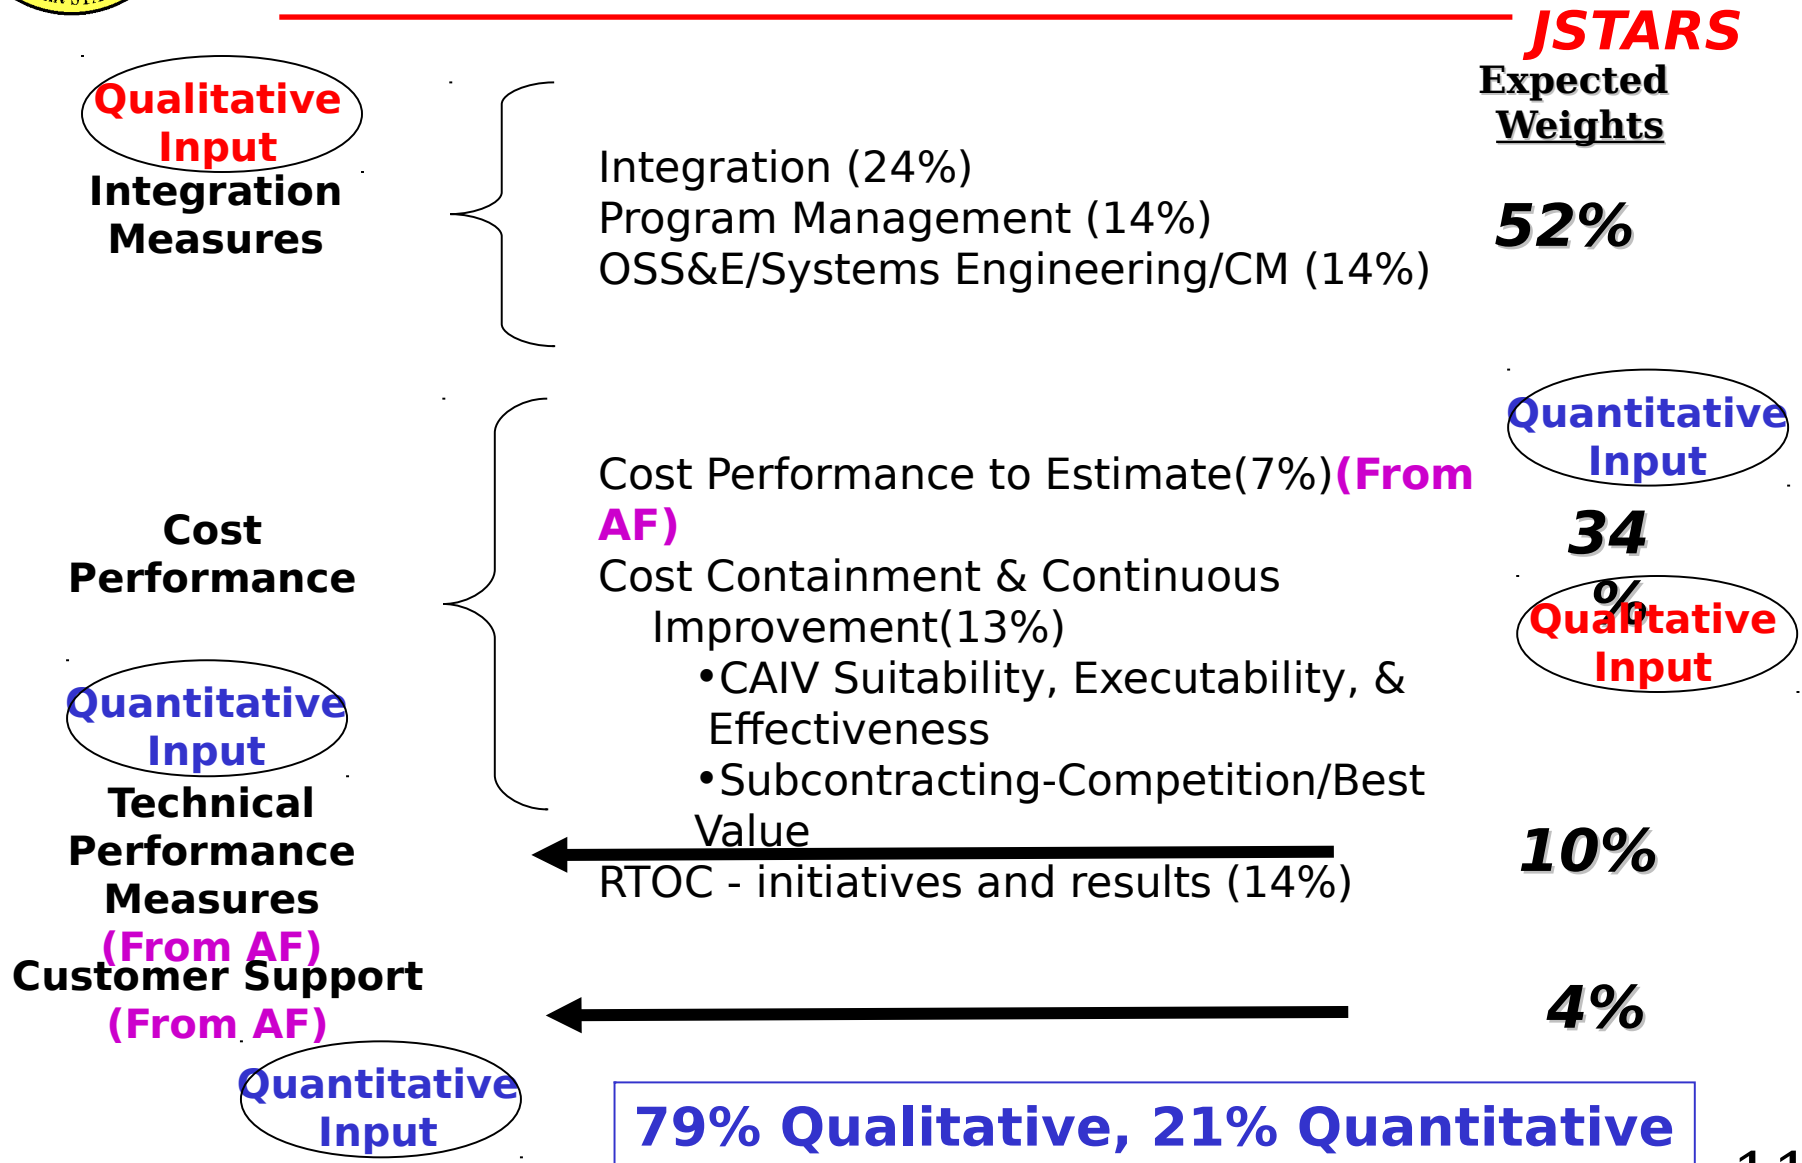 JSTARS
Expected
Weights
Qualitative
Input
Integration
Measures
Integration (24%)
Program Management (14%)
OSS&E/Systems Engineering/CM (14%)
52%
Quantitative
Input
Cost
Performance
Cost Performance to Estimate(7%)(From
AF)
Cost Containment & Continuous
Improvement(13%)
•CAIV Suitability, Executability, &
Effectiveness
•Subcontracting-Competition/Best
Value
RTOC - initiatives and results (14%)
34
%
Qualitative
Input
Quantitative
Input
Technical
Performance
Measures
(From AF)
10%
Customer Support
(From AF)
4%
Quantitative
Input
79% Qualitative, 21% Quantitative